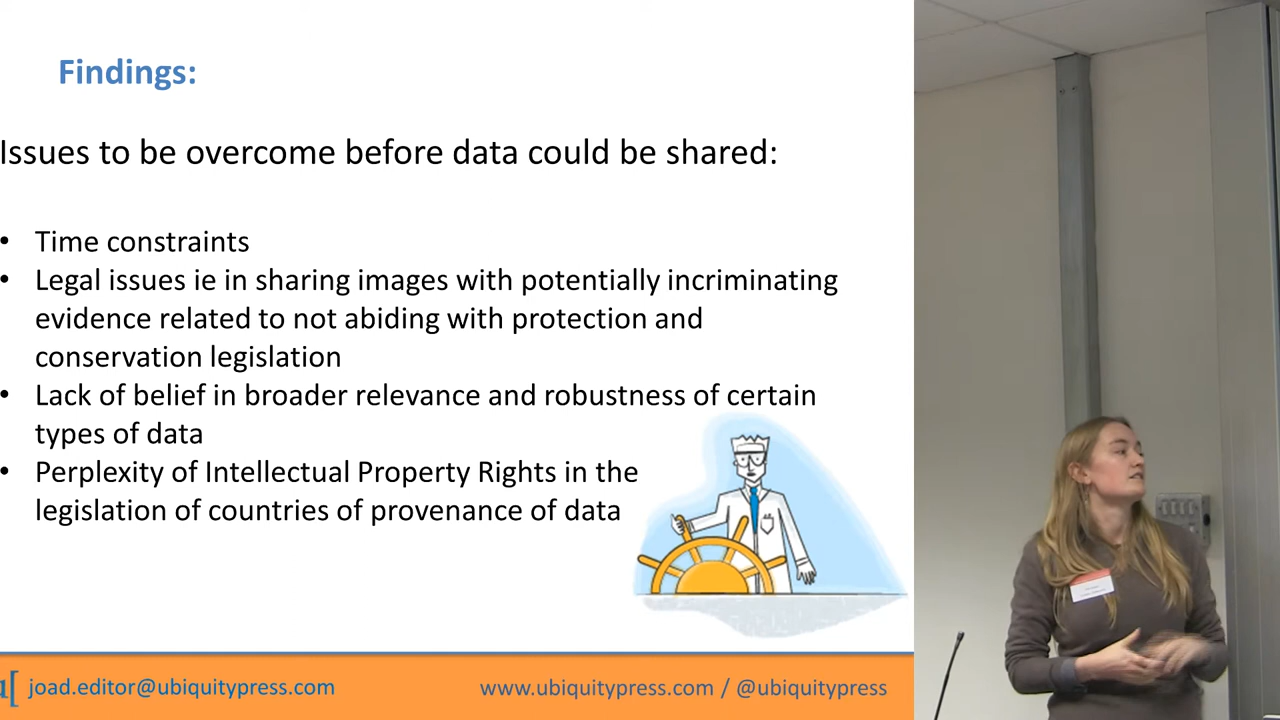 Findings:
Issues to be overcome before data could be shared:
• Time constraints
• Legal issues ie in sharing images with potentially incriminating
evidence related to not abiding with protection and
conservation legislation
• Lack of belief in broader relevance and robustness of certain
types of data
• Perplexity of Intellectual Property Rights in the
legislation of countries of provenance of data
u[ joad.editor@ubiquitypress.com
www.ubiquitypress.com / @ubiquitypress